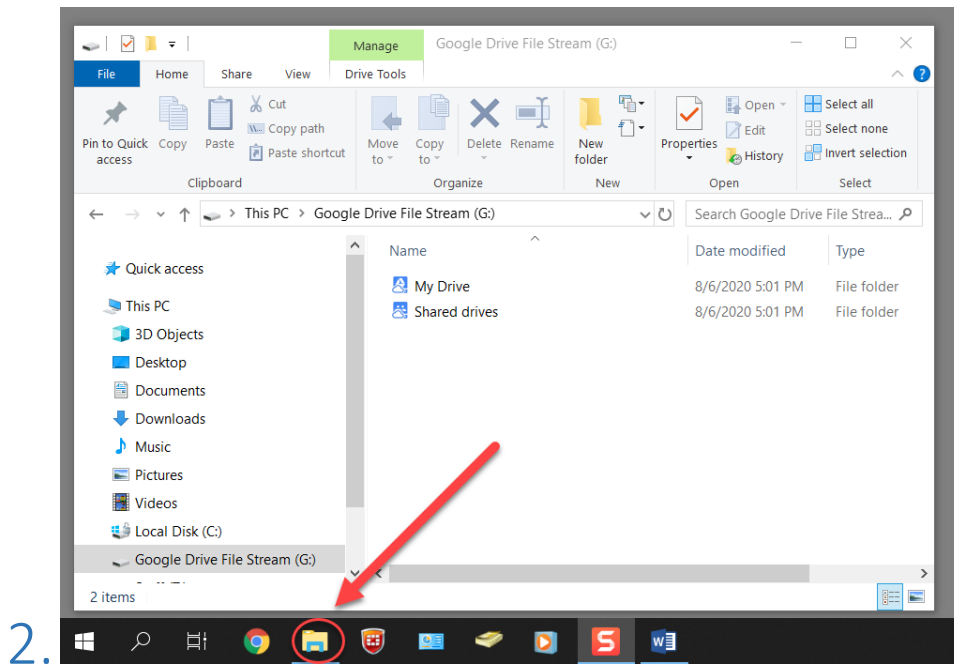 Manage Google Drive File Stream (G:)
File Home Share View Drive Tools
Pin to Quick access
Copy
Paste
Cut
Copy path
Paste shortcut
Move to
Copy to
Delete
Rename
New folder
Properties
Open
Edit
History
Select all
Select none
Invert selection
Clipboard Organize New Open Select
This PC > Google Drive File Stream (G:)
Search Google Drive File Strea...
Name Date modified Type
My Drive 8/6/2020 5:01 PM File folder
Shared drives 8/6/2020 5:01 PM File folder
Quick access
This PC
3D Objects
Desktop
Documents
Downloads
Music
Pictures
Videos
Local Disk (C:)
Google Drive File Stream (G:)
2 items
2.